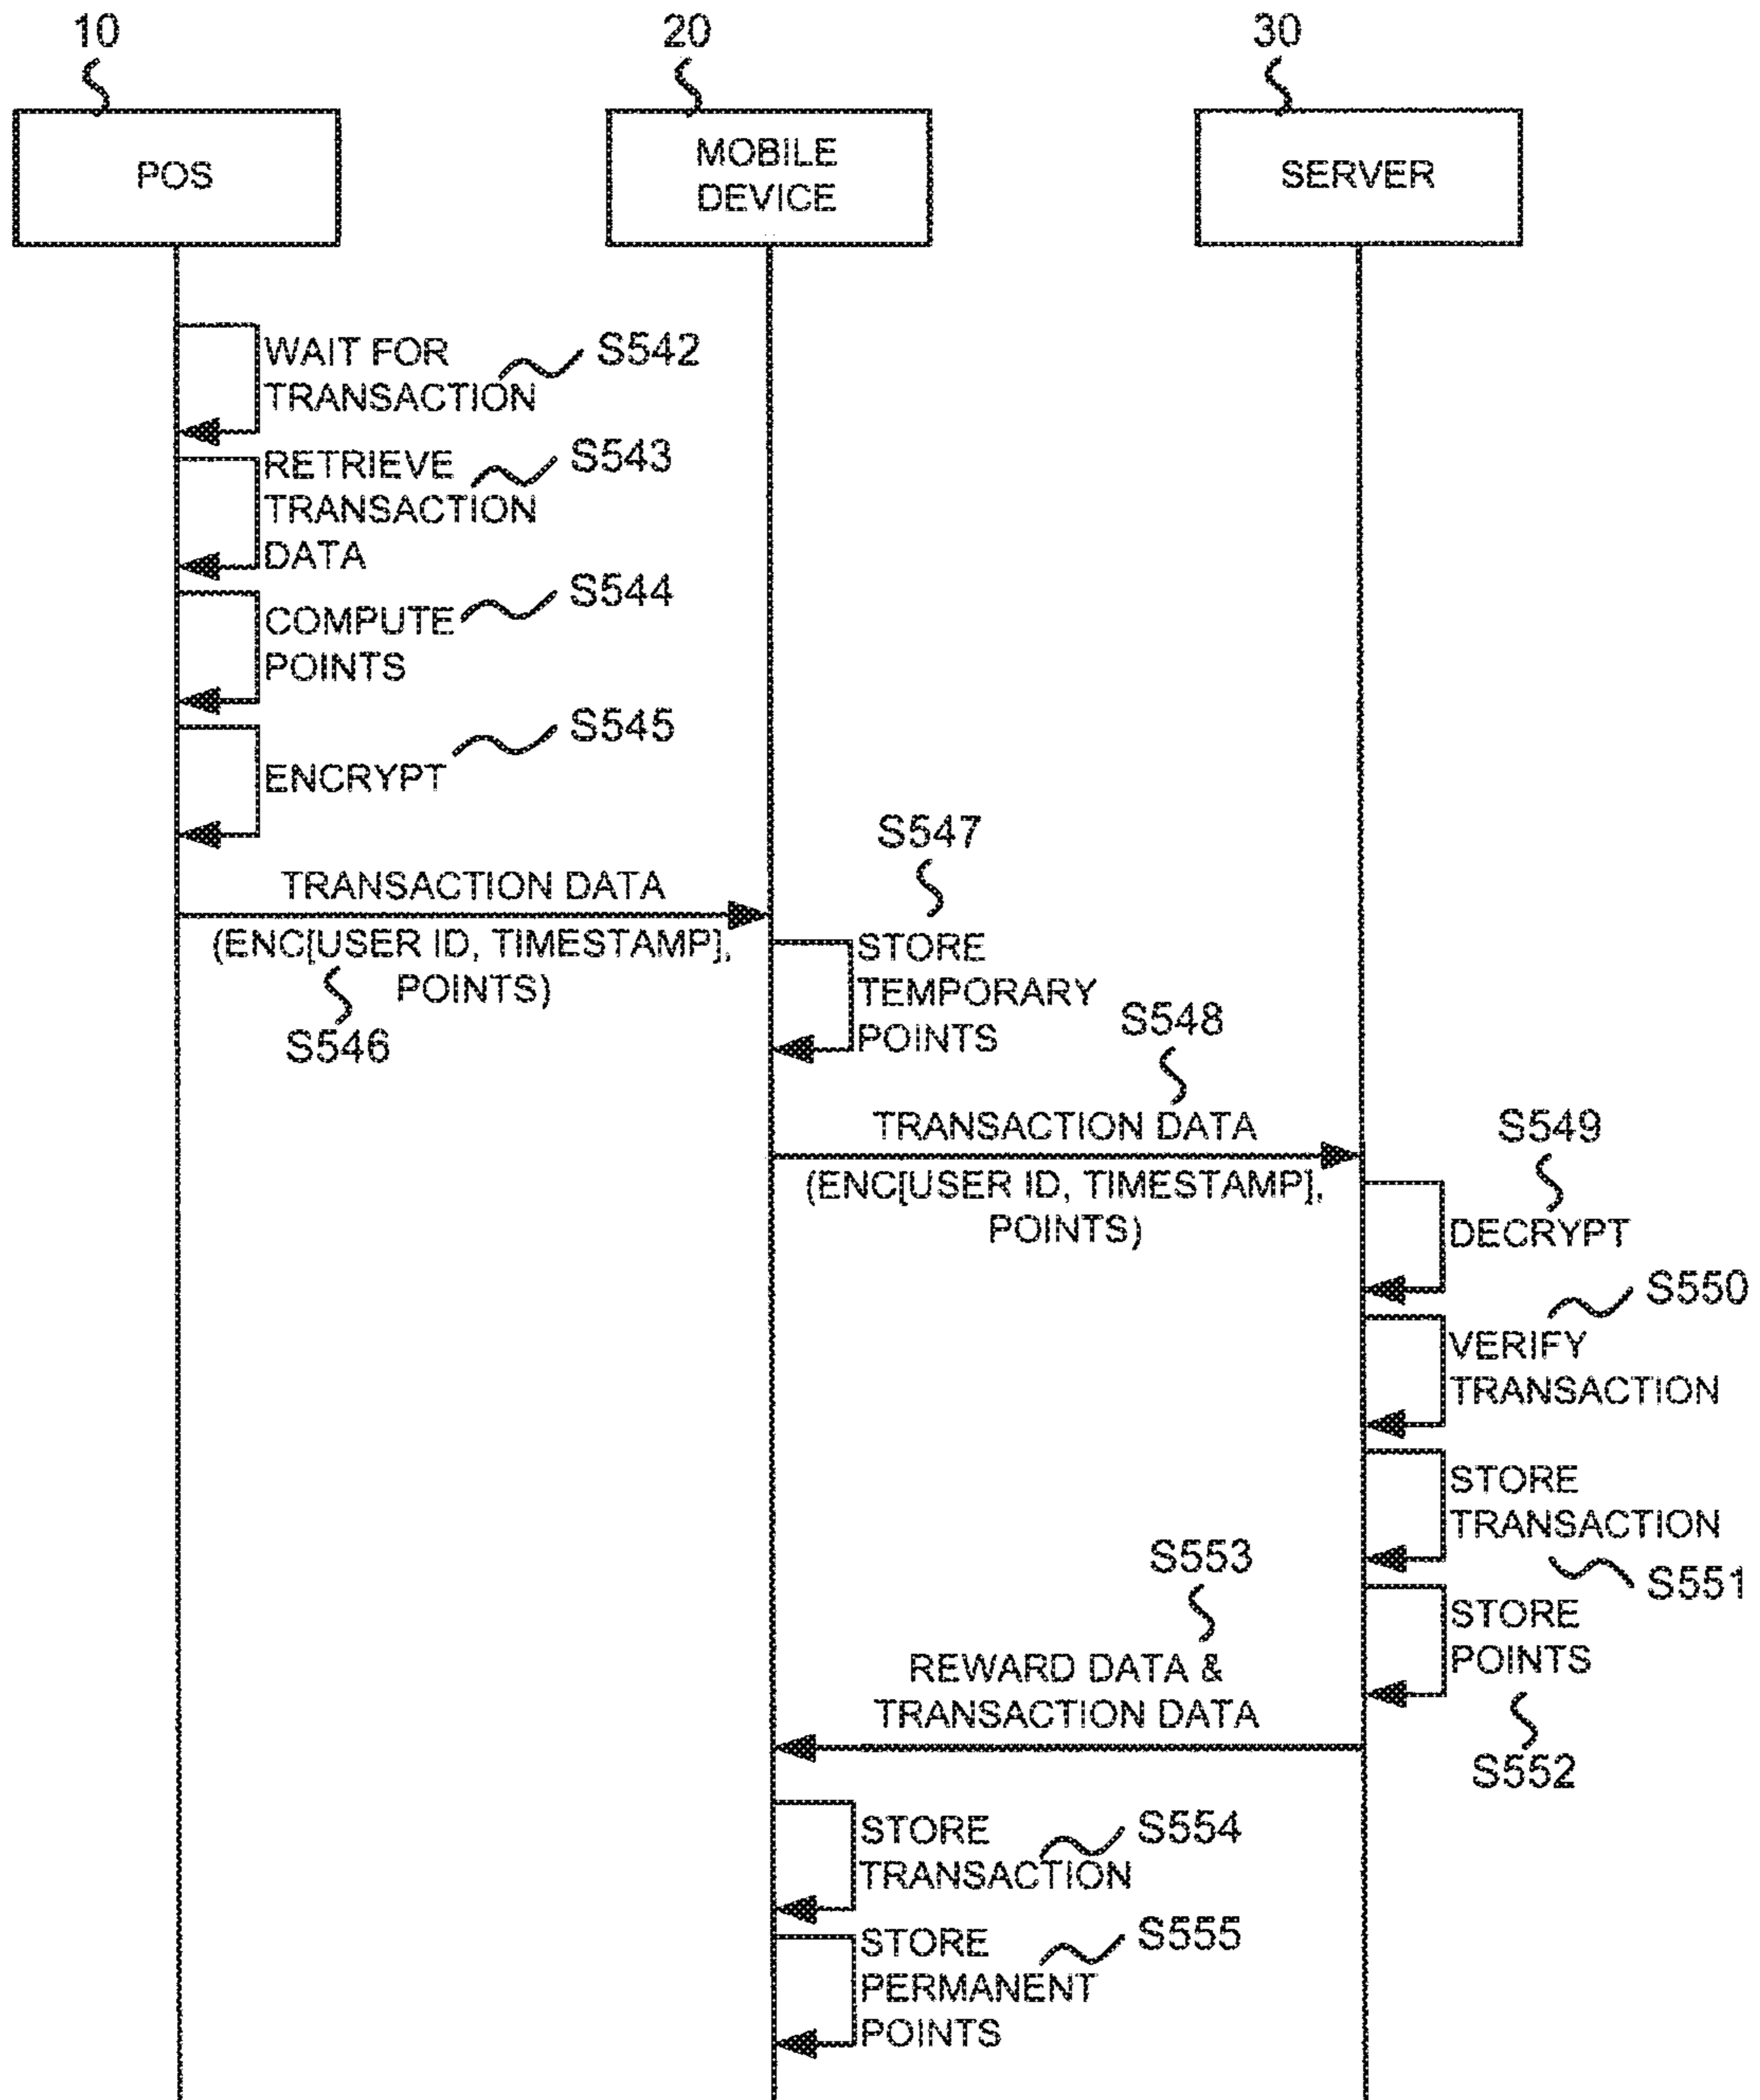 10
20
30
POS
MOBILE
DEVICE
SERVER
WAIT FOR
TRANSACTION
S542
RETRIEVE
TRANSACTION
DATA
S543
COMPUTE
POINTS
S544
ENCRYPT
S545
TRANSACTION DATA
(ENC[USER ID, TIMESTAMP],
POINTS)
S546
S547
STORE
TEMPORARY
POINTS
S548
TRANSACTION DATA
(ENC[USER ID, TIMESTAMP],
POINTS)
S549
DECRYPT
S550
VERIFY
TRANSACTION
STORE
TRANSACTION
S551
STORE
POINTS
S552
S553
REWARD DATA &
TRANSACTION DATA
STORE
TRANSACTION
S554
STORE
PERMANENT
POINTS
S555